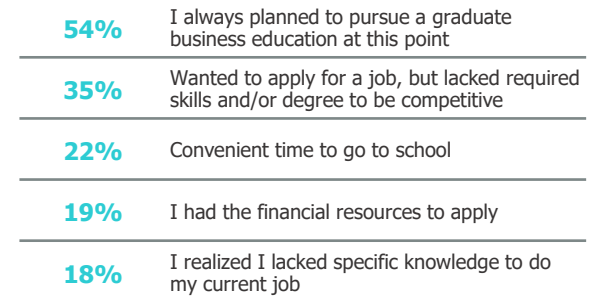 54%
I always planned to pursue a graduate
business education at this point
35%
Wanted to apply for a job, but lacked required
skills and/or degree to be competitive
22%
Convenient time to go to school
19%
I had the financial resources to apply
18%
I realized I lacked specific knowledge to do
my current job